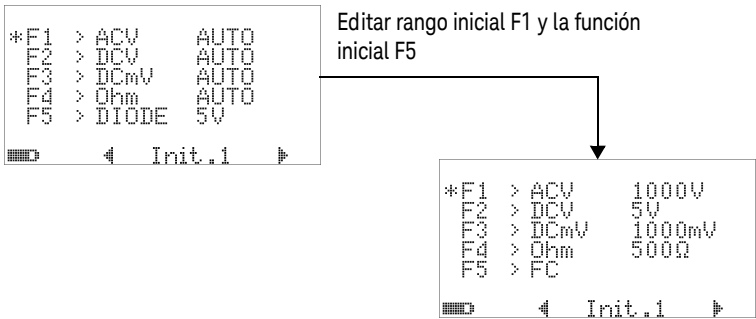 *F1 > ACV AUTO
F2 > DCV AUTO
F3 > DCmV AUTO
F4 > Ohm AUTO
F5 > DIODE 5V
Init.1
Editar rango inicial F1 y la función
inicial F5
*F1 > ACV 1000V
F2 > DCV 5V
F3 > DCmV 1000mV
F4 > Ohm 500Ω
F5 > FC
Init.1